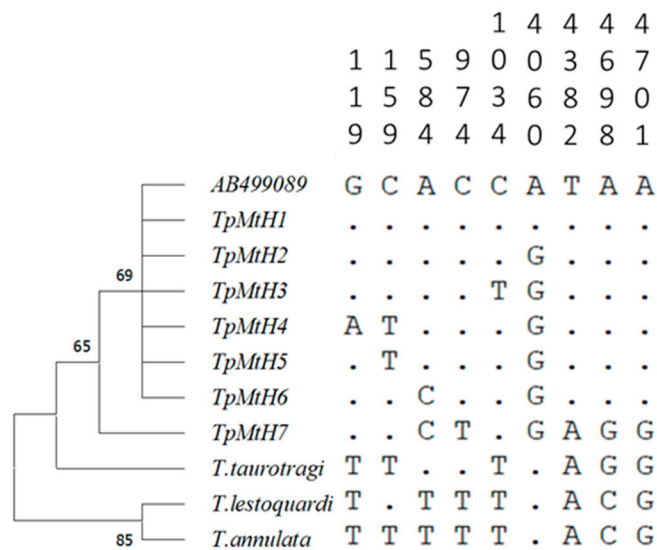 1 4 4 4 4
1 1 5 9 0 0 3 6 7
1 5 8 7 3 6 8 9 0
9 9 4 4 4 0 2 8 1
AB499089 G C A C C A T A A
TpMtH1 . . . . . . . . .
TpMtH2 . . . . . G . . .
69
TpMtH3 . . . . T G . . .
TpMtH4 A T . . . G . . .
65
TpMtH5 . T . . . G . . .
TpMtH6 . . C . . G . . .
TpMtH7 . . C T . G A G G
T.taurotragi T T . . T . A G G
T.lestoquardi T . T T T . A C G
85 T.annulata T T T T T . A C G